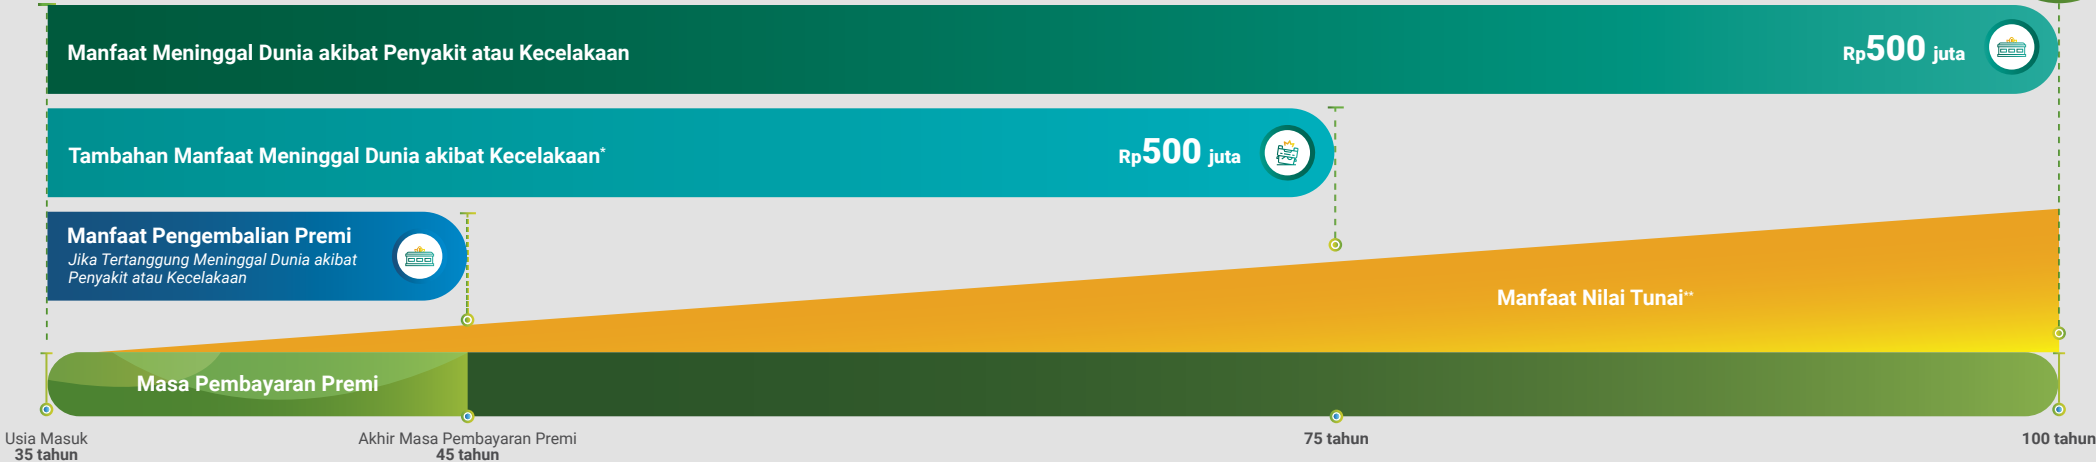 Manfaat Meninggal Dunia akibat Penyakit atau Kecelakaan
Rp500 juta
Tambahan Manfaat Meninggal Dunia akibat Kecelakaan*
Rp500 juta
Manfaat Pengembalian Premi
Jika Tertanggung Meninggal Dunia akibat
Penyakit atau Kecelakaan
Manfaat Nilai Tunai**
Masa Pembayaran Premi
Usia Masuk
35 tahun
Akhir Masa Pembayaran Premi
45 tahun
75 tahun
100 tahun